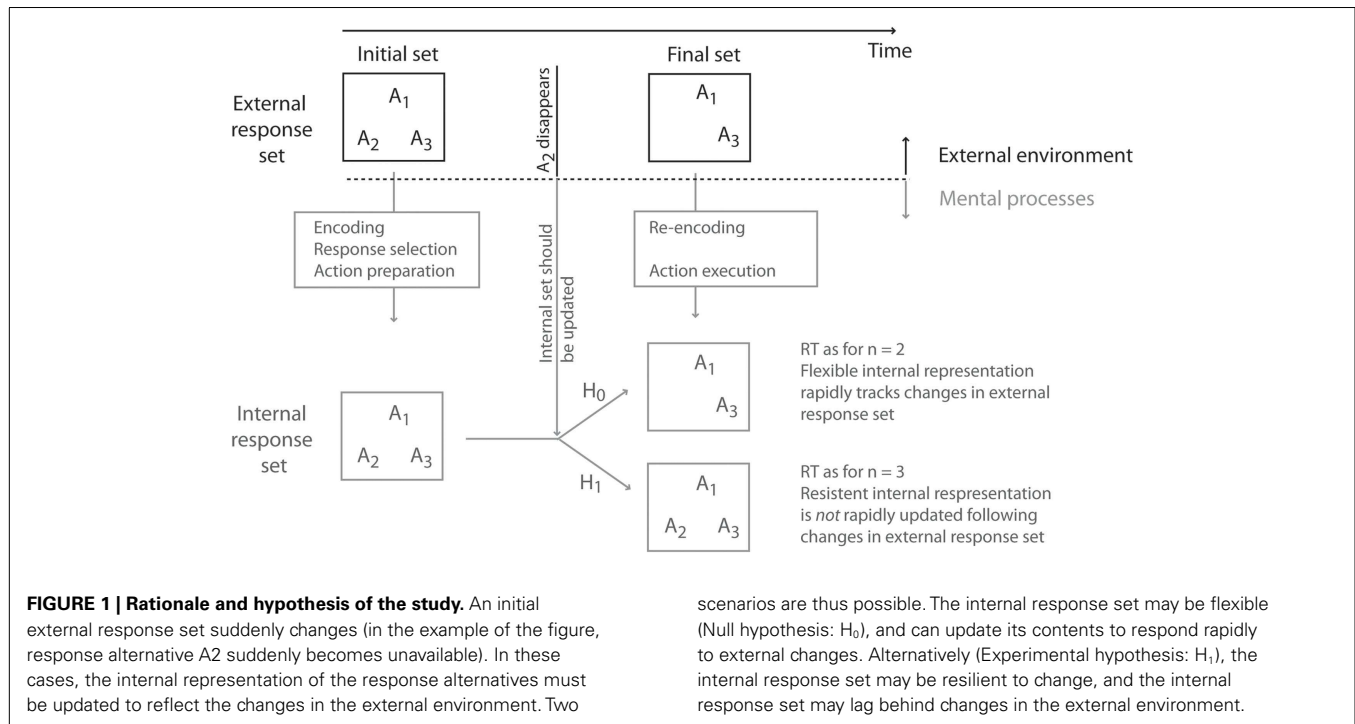 Time
Initial set
Final set
External
response
set
A₁
A₂ A₃
A₂ disappears
A₁
A₃
External environment
Mental processes
Encoding
Response selection
Action preparation
Internal set should
be updated
Re-encoding
Action execution
Internal
response
set
A₁
A₂ A₃
H₀
H₁
A₁
A₃
RT as for n = 2
Flexible internal representation
rapidly tracks changes in external
response set
A₁
A₂ A₃
RT as for n = 3
Resistent internal respresentation
is not rapidly updated following
changes in external response set
FIGURE 1 | Rationale and hypothesis of the study. An initial
external response set suddenly changes (in the example of the figure,
response alternative A2 suddenly becomes unavailable). In these
cases, the internal representation of the response alternatives must
be updated to reflect the changes in the external environment. Two
scenarios are thus possible. The internal response set may be flexible
(Null hypothesis: H₀), and can update its contents to respond rapidly
to external changes. Alternatively (Experimental hypothesis: H₁), the
internal response set may be resilient to change, and the internal
response set may lag behind changes in the external environment.